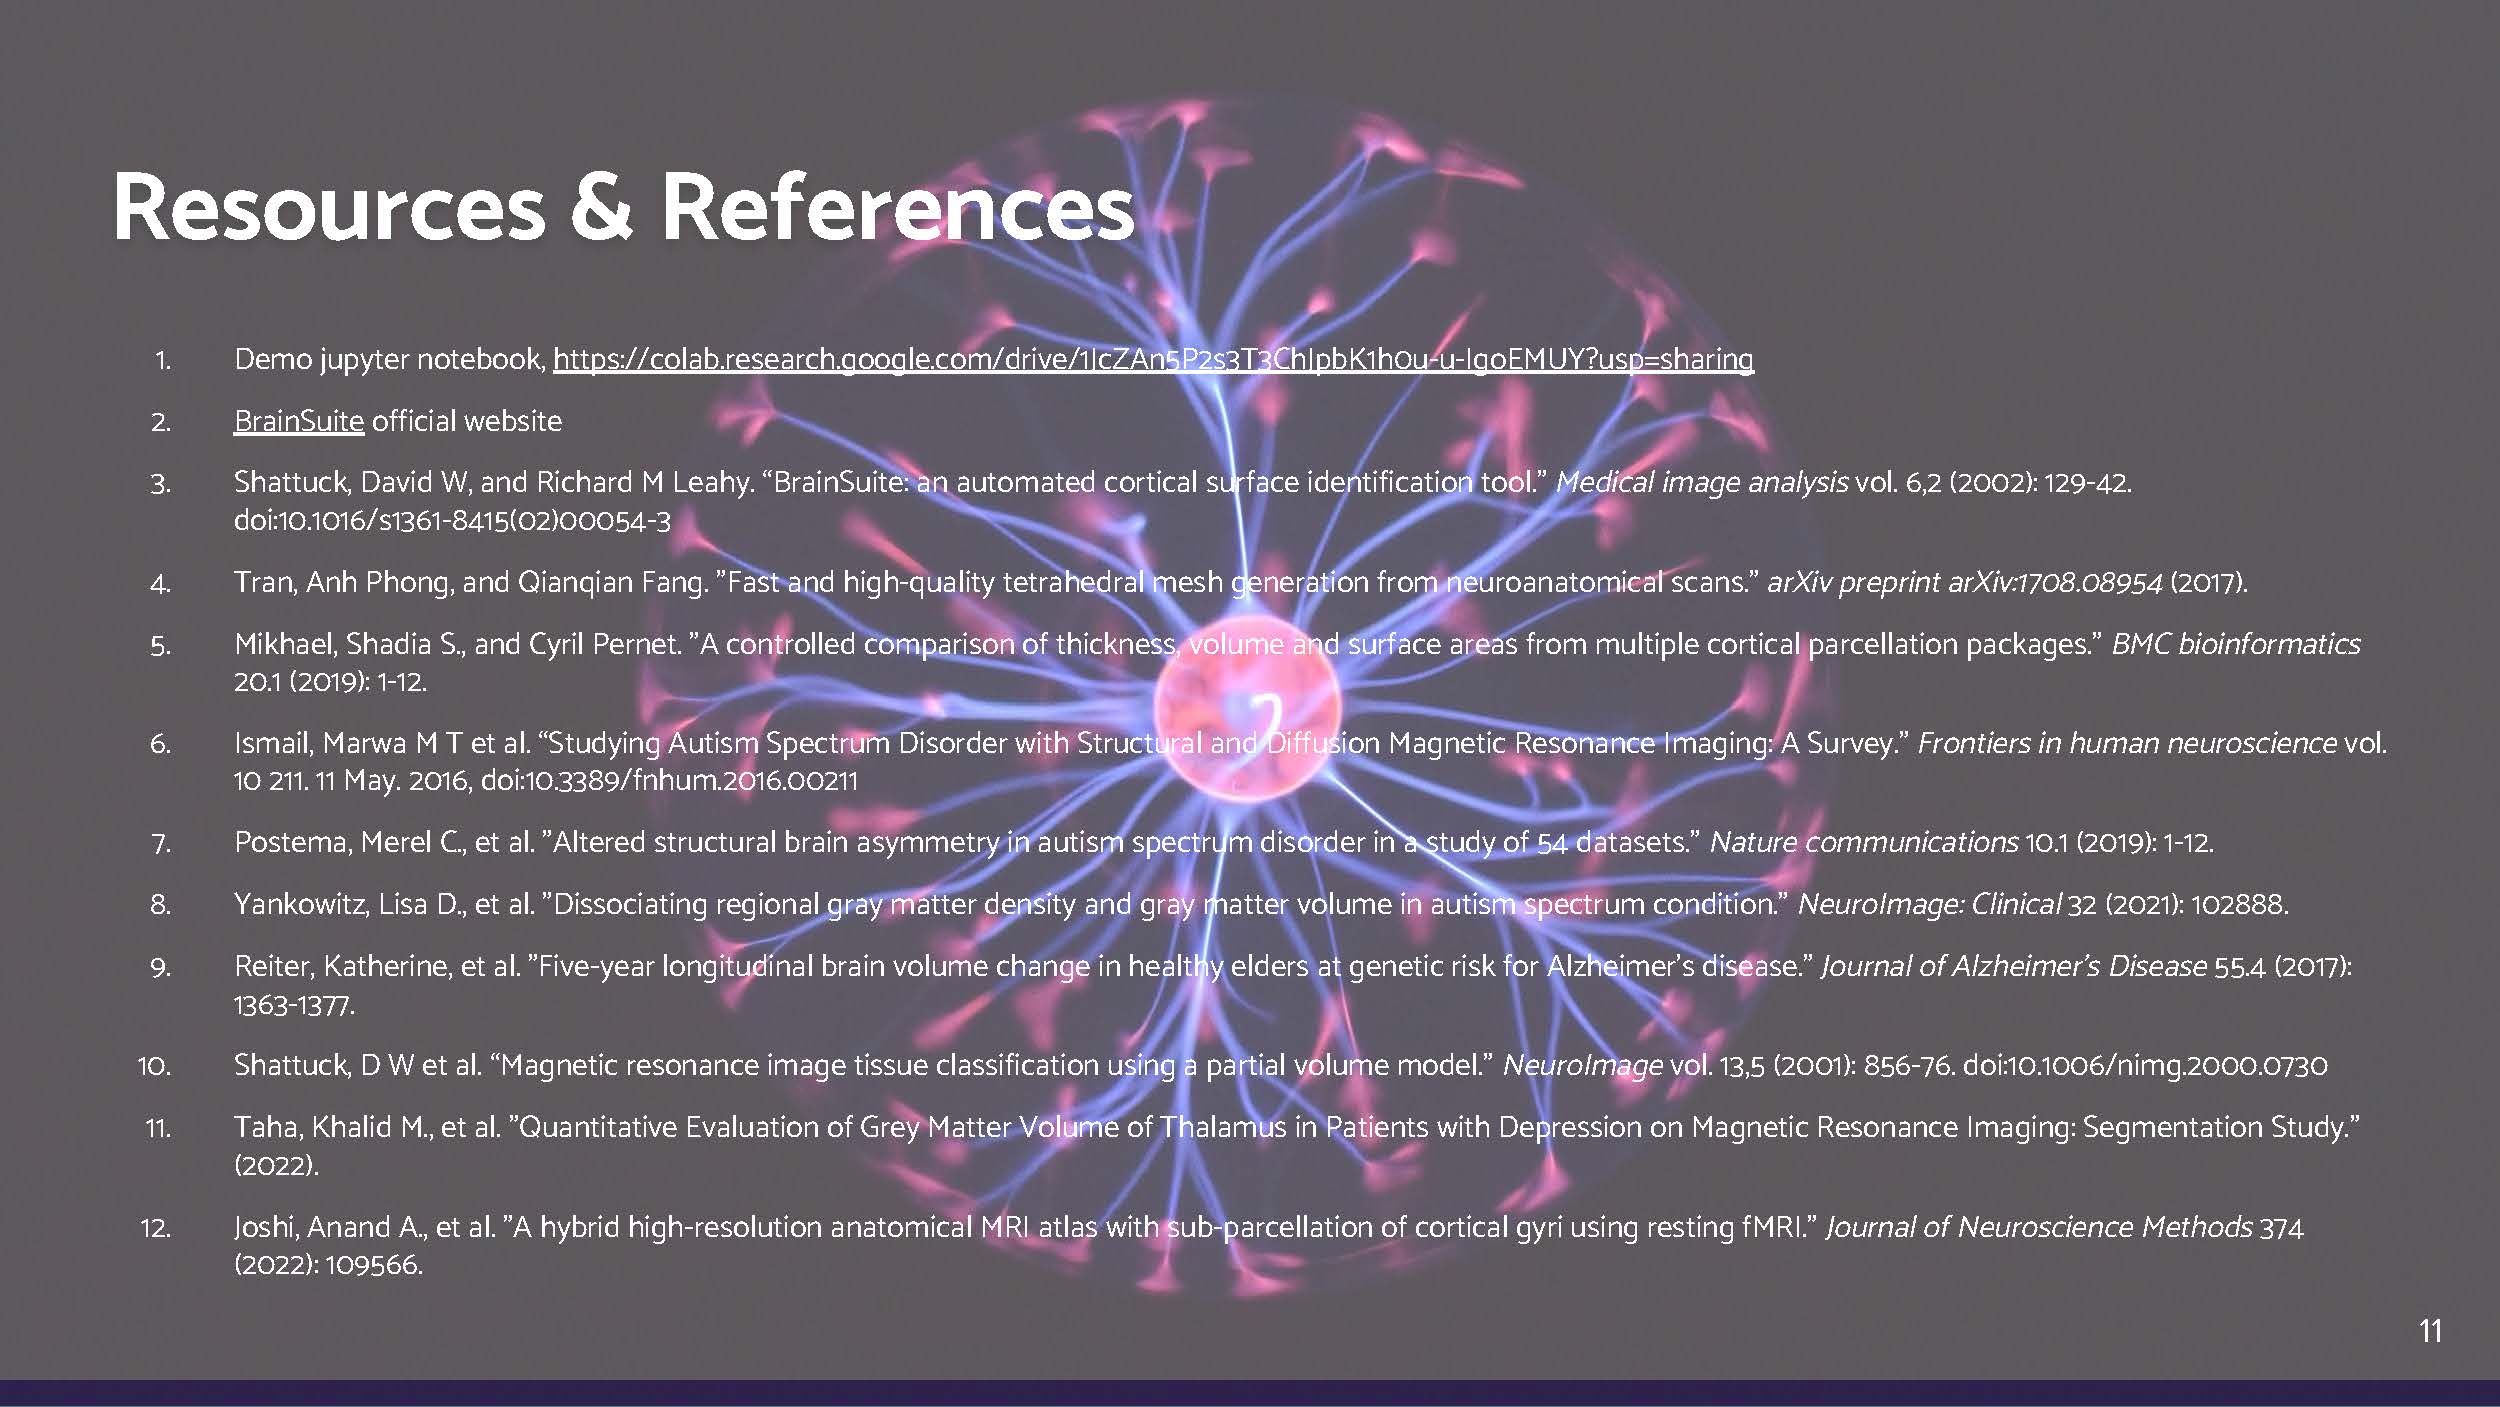 Resources & References
1. Demo jupyter notebook, https://colab.research.google.com/drive/1JcZAn5P2s3T3ChJpbK1h0u-u-IgoEMUY?usp=sharing
2. BrainSuite official website
3. Shattuck, David W, and Richard M Leahy. “BrainSuite: an automated cortical surface identification tool.” Medical image analysis vol. 6,2 (2002): 129-42.
doi:10.1016/s1361-8415(02)00054-3
4. Tran, Anh Phong, and Qianqian Fang. ”Fast and high-quality tetrahedral mesh generation from neuroanatomical scans.” arXiv preprint arXiv:1708.08954 (2017).
5. Mikhael, Shadia S., and Cyril Pernet. ”A controlled comparison of thickness, volume and surface areas from multiple cortical parcellation packages.” BMC bioinformatics
20.1 (2019): 1-12.
6. Ismail, Marwa M T et al. “Studying Autism Spectrum Disorder with Structural and Diffusion Magnetic Resonance Imaging: A Survey.” Frontiers in human neuroscience vol.
10 211. 11 May. 2016, doi:10.3389/fnhum.2016.00211
7. Postema, Merel C., et al. ”Altered structural brain asymmetry in autism spectrum disorder in a study of 54 datasets.” Nature communications 10.1 (2019): 1-12.
8. Yankowitz, Lisa D., et al. ”Dissociating regional gray matter density and gray matter volume in autism spectrum condition.” NeuroImage: Clinical 32 (2021): 102888.
9. Reiter, Katherine, et al. ”Five-year longitudinal brain volume change in healthy elders at genetic risk for Alzheimer’s disease.” Journal of Alzheimer’s Disease 55.4 (2017):
1363-1377.
10. Shattuck, D W et al. “Magnetic resonance image tissue classification using a partial volume model.” NeuroImage vol. 13,5 (2001): 856-76. doi:10.1006/nimg.2000.0730
11. Taha, Khalid M., et al. ”Quantitative Evaluation of Grey Matter Volume of Thalamus in Patients with Depression on Magnetic Resonance Imaging: Segmentation Study.”
(2022).
12. Joshi, Anand A., et al. ”A hybrid high-resolution anatomical MRI atlas with sub-parcellation of cortical gyri using resting fMRI.” Journal of Neuroscience Methods 374
(2022): 109566.
11